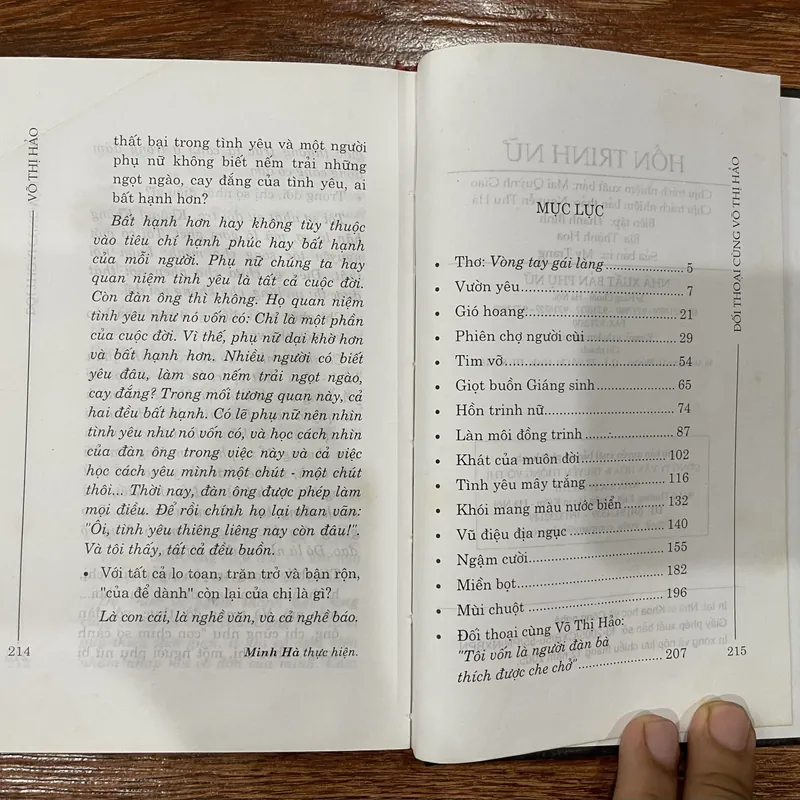 VÕ THỊ HẢO
thất bại trong tình yêu và một người
phụ nữ không biết nếm trải những
ngọt ngào, cay đắng của tình yêu, ai
bất hạnh hơn?
Bất hạnh hơn hay không tùy thuộc
vào tiêu chí hạnh phúc hay bất hạnh
của mỗi người. Phụ nữ chúng ta hay
quan niệm tình yêu là tất cả cuộc đời.
Còn đàn ông thì không. Họ quan niệm
tình yêu như nó vốn có: Chỉ là một phần
của cuộc đời. Vì thế, phụ nữ dại khờ hơn
và bất hạnh hơn. Nhiều người có biết
yêu đâu, làm sao nếm trải ngọt ngào,
cay đắng? Trong mối tương quan này, cả
hai đều bất hạnh. Có lẽ phụ nữ nên nhìn
tình yêu như nó vốn có, và học cách nhìn
của đàn ông trong việc này và cả việc
học cách yêu mình một chút - một chút
thôi... Thời nay, đàn ông được phép làm
mọi điều. Để rồi chính họ lại than vãn:
"Ôi, tình yêu thiêng liêng nay còn đâu!".
Và tôi thấy, tất cả đều buồn.
• Với tất cả lo toan, trăn trở và bận rộn,
"của để dành" còn lại của chị là gì?
Là con cái, là nghề văn, và cả nghề báo.
Minh Hà thực hiện.
214
MỤC LỤC
• Thơ: Vòng tay gái làng ... 5
• Vườn yêu ... 7
• Gió hoang ... 21
• Phiên chợ người cùi ... 29
• Tim vỡ ... 54
• Giọt buồn Giáng sinh ... 65
• Hồn trinh nữ ... 74
• Làn môi đồng trinh ... 87
• Khát của muôn đời ... 102
• Tình yêu mây trắng ... 116
• Khói mang màu nước biển ... 132
• Vũ điệu địa ngục ... 140
• Ngậm cười ... 155
• Miền bọt ... 182
• Mùi chuột ... 196
• Đối thoại cùng Võ Thị Hảo:
"Tôi vốn là người đàn bà
thích được che chở" ... 207
ĐỐI THOẠI CÙNG VÕ THỊ HẢO
215